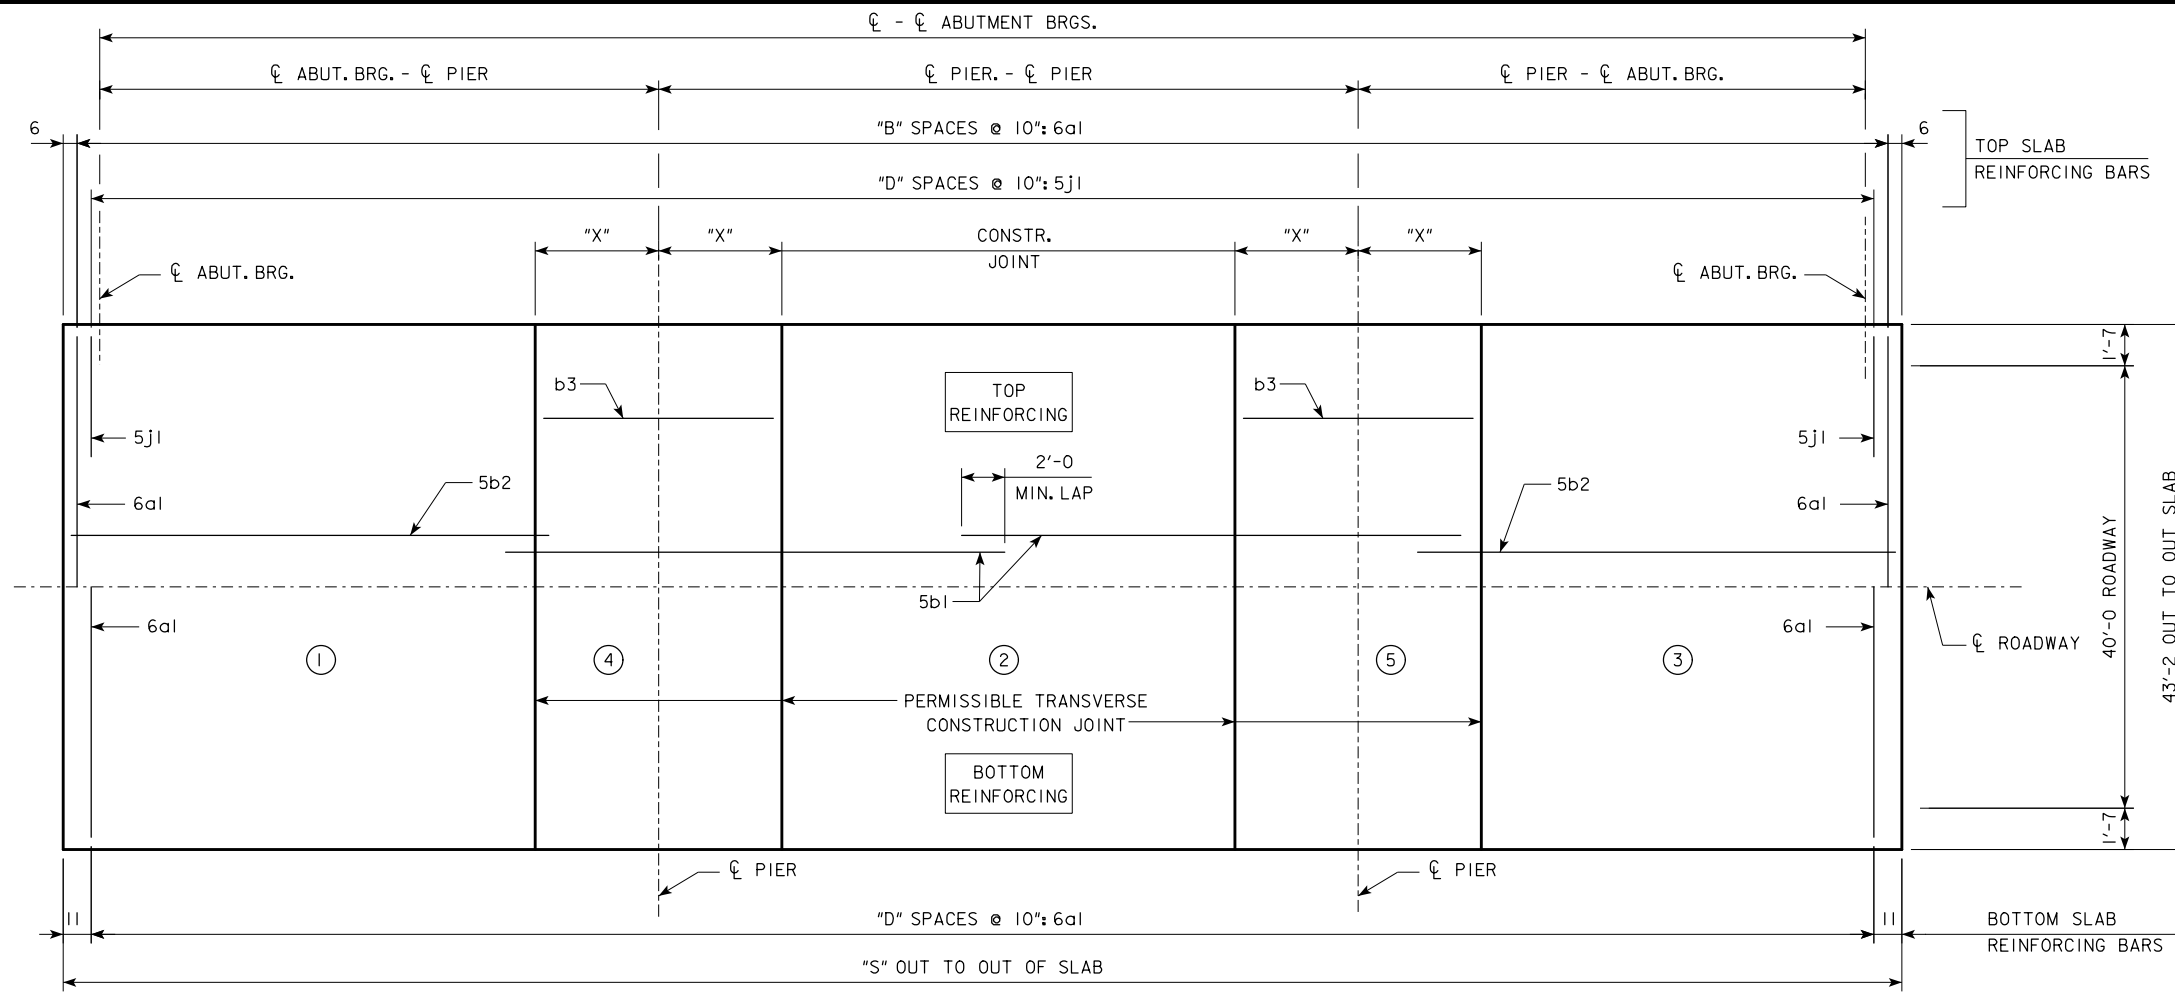 ℄ - ℄ ABUTMENT BRGS.
℄ ABUT. BRG. - ℄ PIER
℄ PIER. - ℄ PIER
℄ PIER - ℄ ABUT. BRG.
6
"B" SPACES @ 10": 6a1
6
TOP SLAB
REINFORCING BARS
"D" SPACES @ 10": 5j1
"X"
"X"
CONSTR.
JOINT
"X"
"X"
℄ ABUT. BRG.
℄ ABUT. BRG.
1'-7
b3
TOP
REINFORCING
b3
5j1
5j1
2'-0
MIN. LAP
5b2
5b2
6a1
6a1
40'-0 ROADWAY
43'-2 OUT TO OUT SLAB
5b1
6a1
6a1
℄ ROADWAY
1
4
2
5
3
PERMISSIBLE TRANSVERSE
CONSTRUCTION JOINT
BOTTOM
REINFORCING
1'-7
℄ PIER
℄ PIER
11
"D" SPACES @ 10": 6a1
11
BOTTOM SLAB
REINFORCING BARS
"S" OUT TO OUT OF SLAB